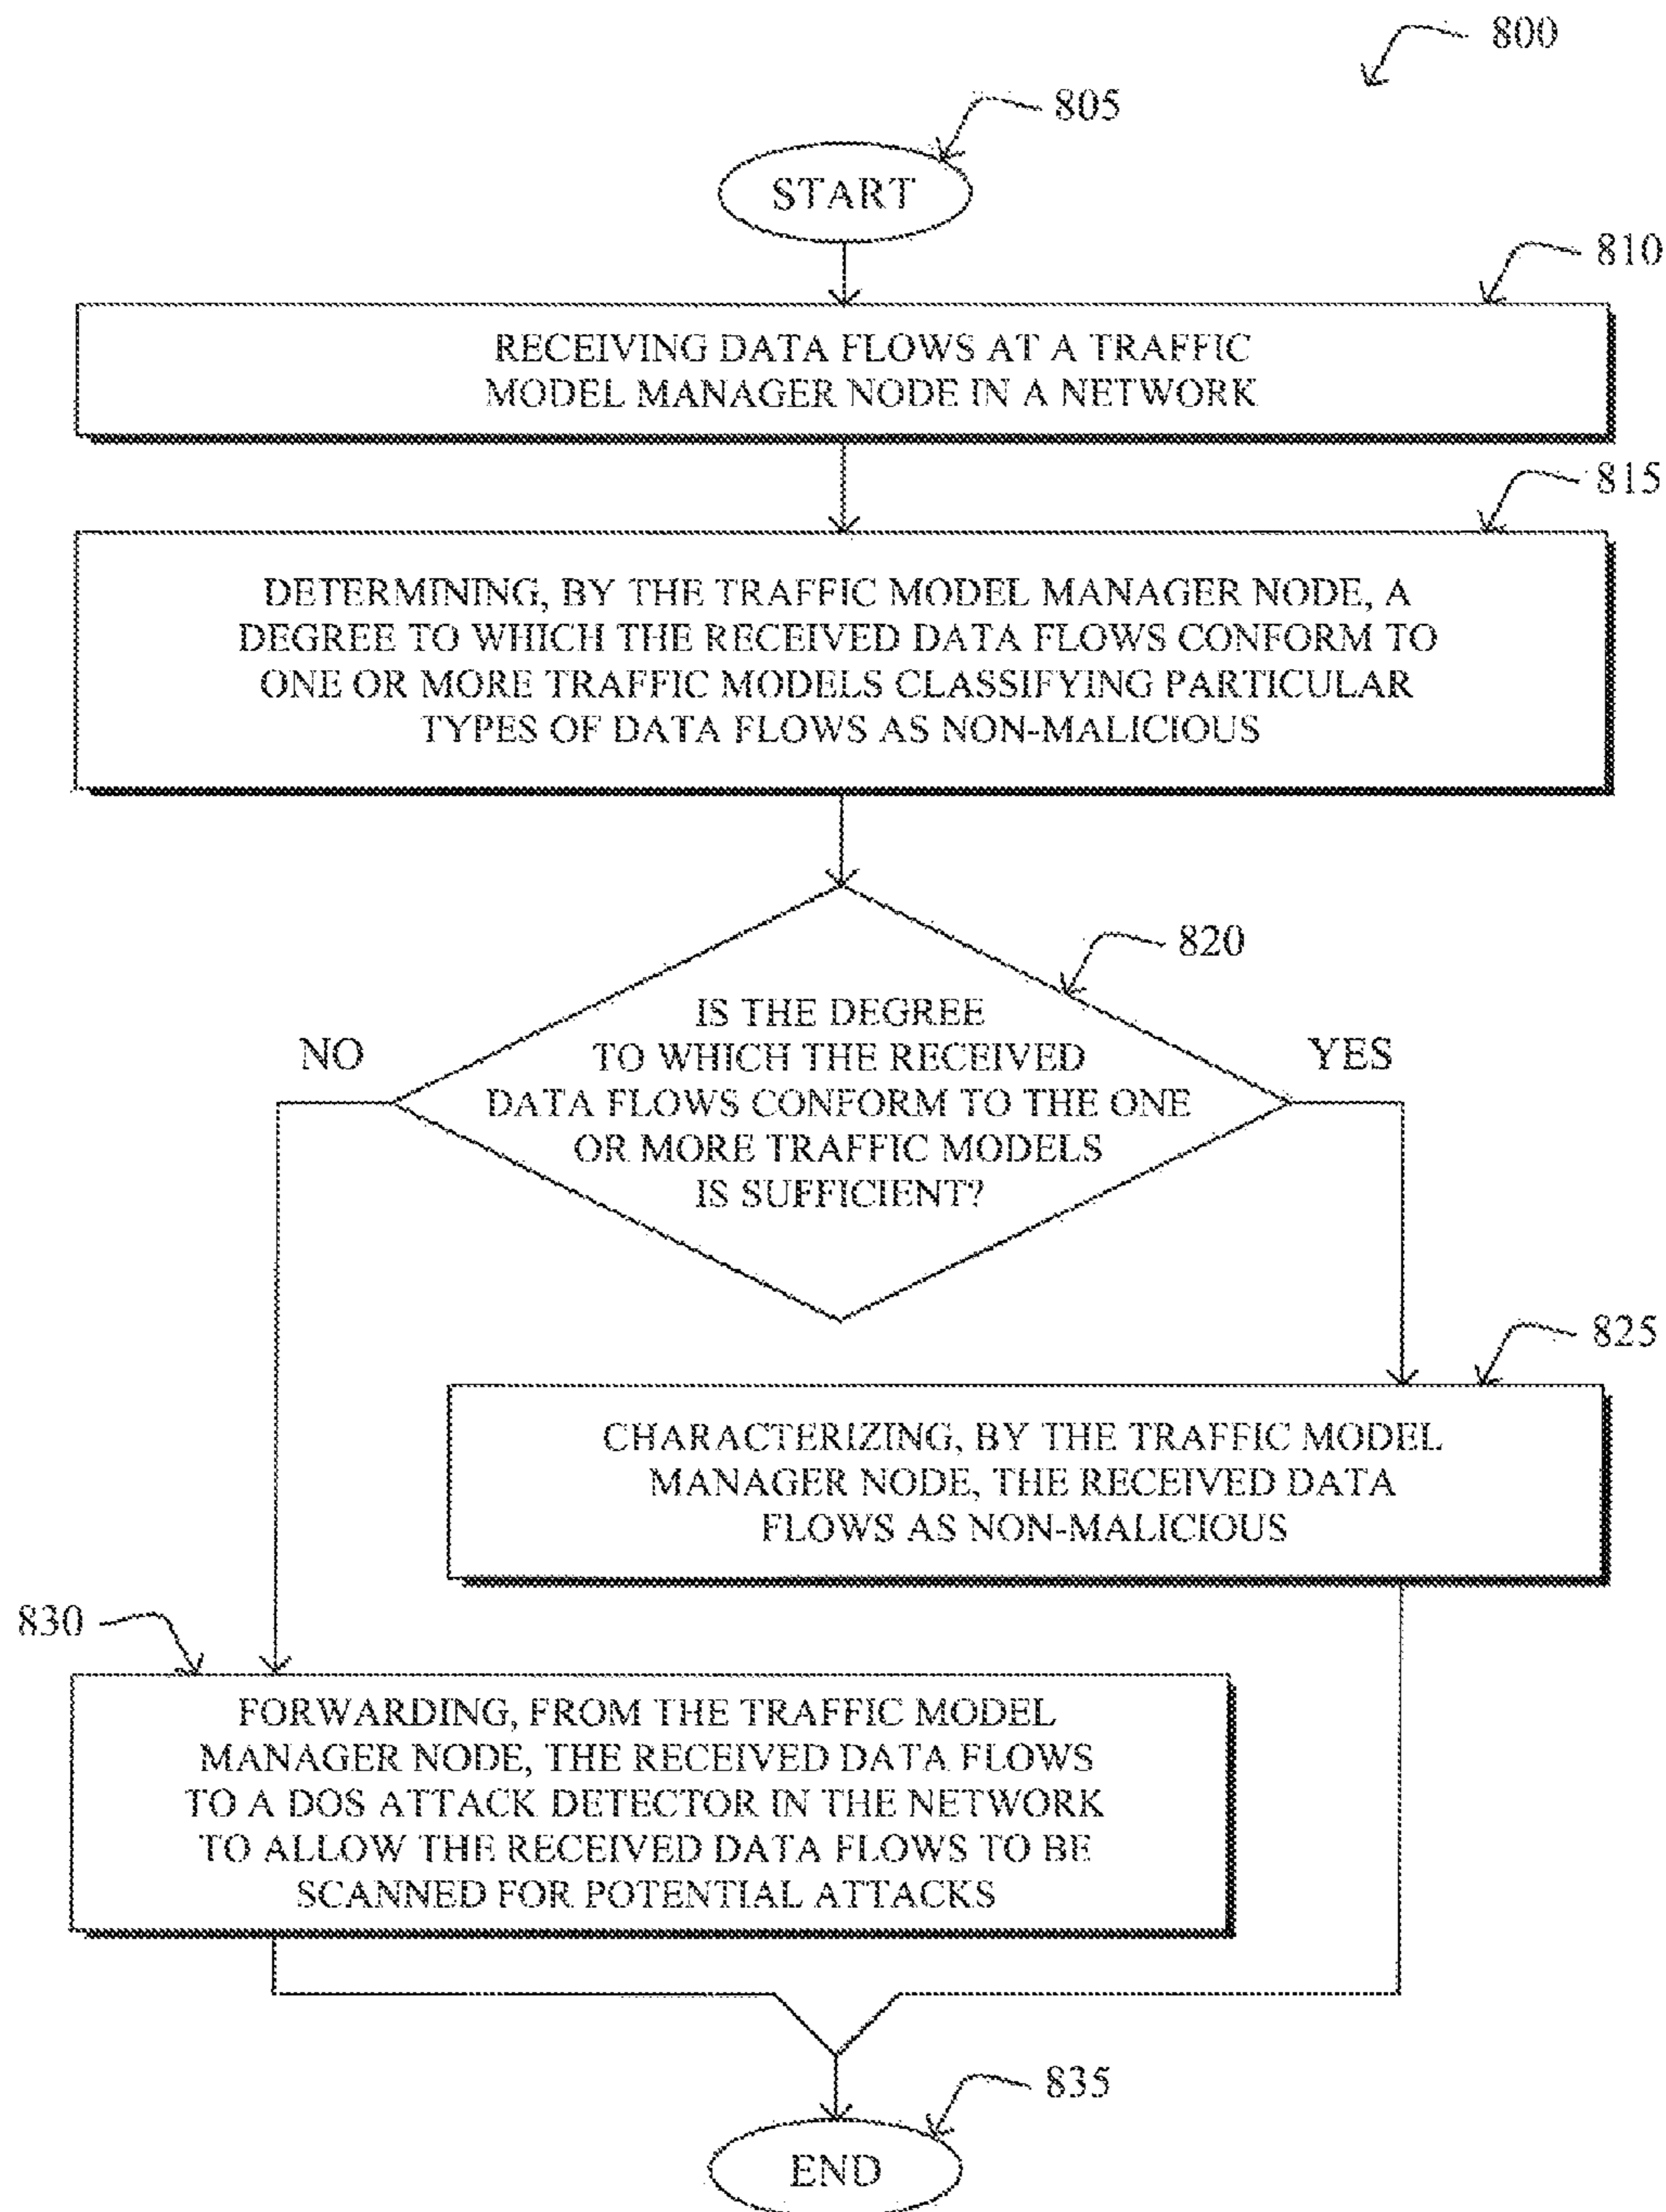 800
805
START
810
RECEIVING DATA FLOWS AT A TRAFFIC
MODEL MANAGER NODE IN A NETWORK
815
DETERMINING, BY THE TRAFFIC MODEL MANAGER NODE, A
DEGREE TO WHICH THE RECEIVED DATA FLOWS CONFORM TO
ONE OR MORE TRAFFIC MODELS CLASSIFYING PARTICULAR
TYPES OF DATA FLOWS AS NON-MALICIOUS
820
IS THE DEGREE
TO WHICH THE RECEIVED
DATA FLOWS CONFORM TO THE ONE
OR MORE TRAFFIC MODELS
IS SUFFICIENT?
NO
YES
825
CHARACTERIZING, BY THE TRAFFIC MODEL
MANAGER NODE, THE RECEIVED DATA
FLOWS AS NON-MALICIOUS
830
FORWARDING, FROM THE TRAFFIC MODEL
MANAGER NODE, THE RECEIVED DATA FLOWS
TO A DOS ATTACK DETECTOR IN THE NETWORK
TO ALLOW THE RECEIVED DATA FLOWS TO BE
SCANNED FOR POTENTIAL ATTACKS
835
END